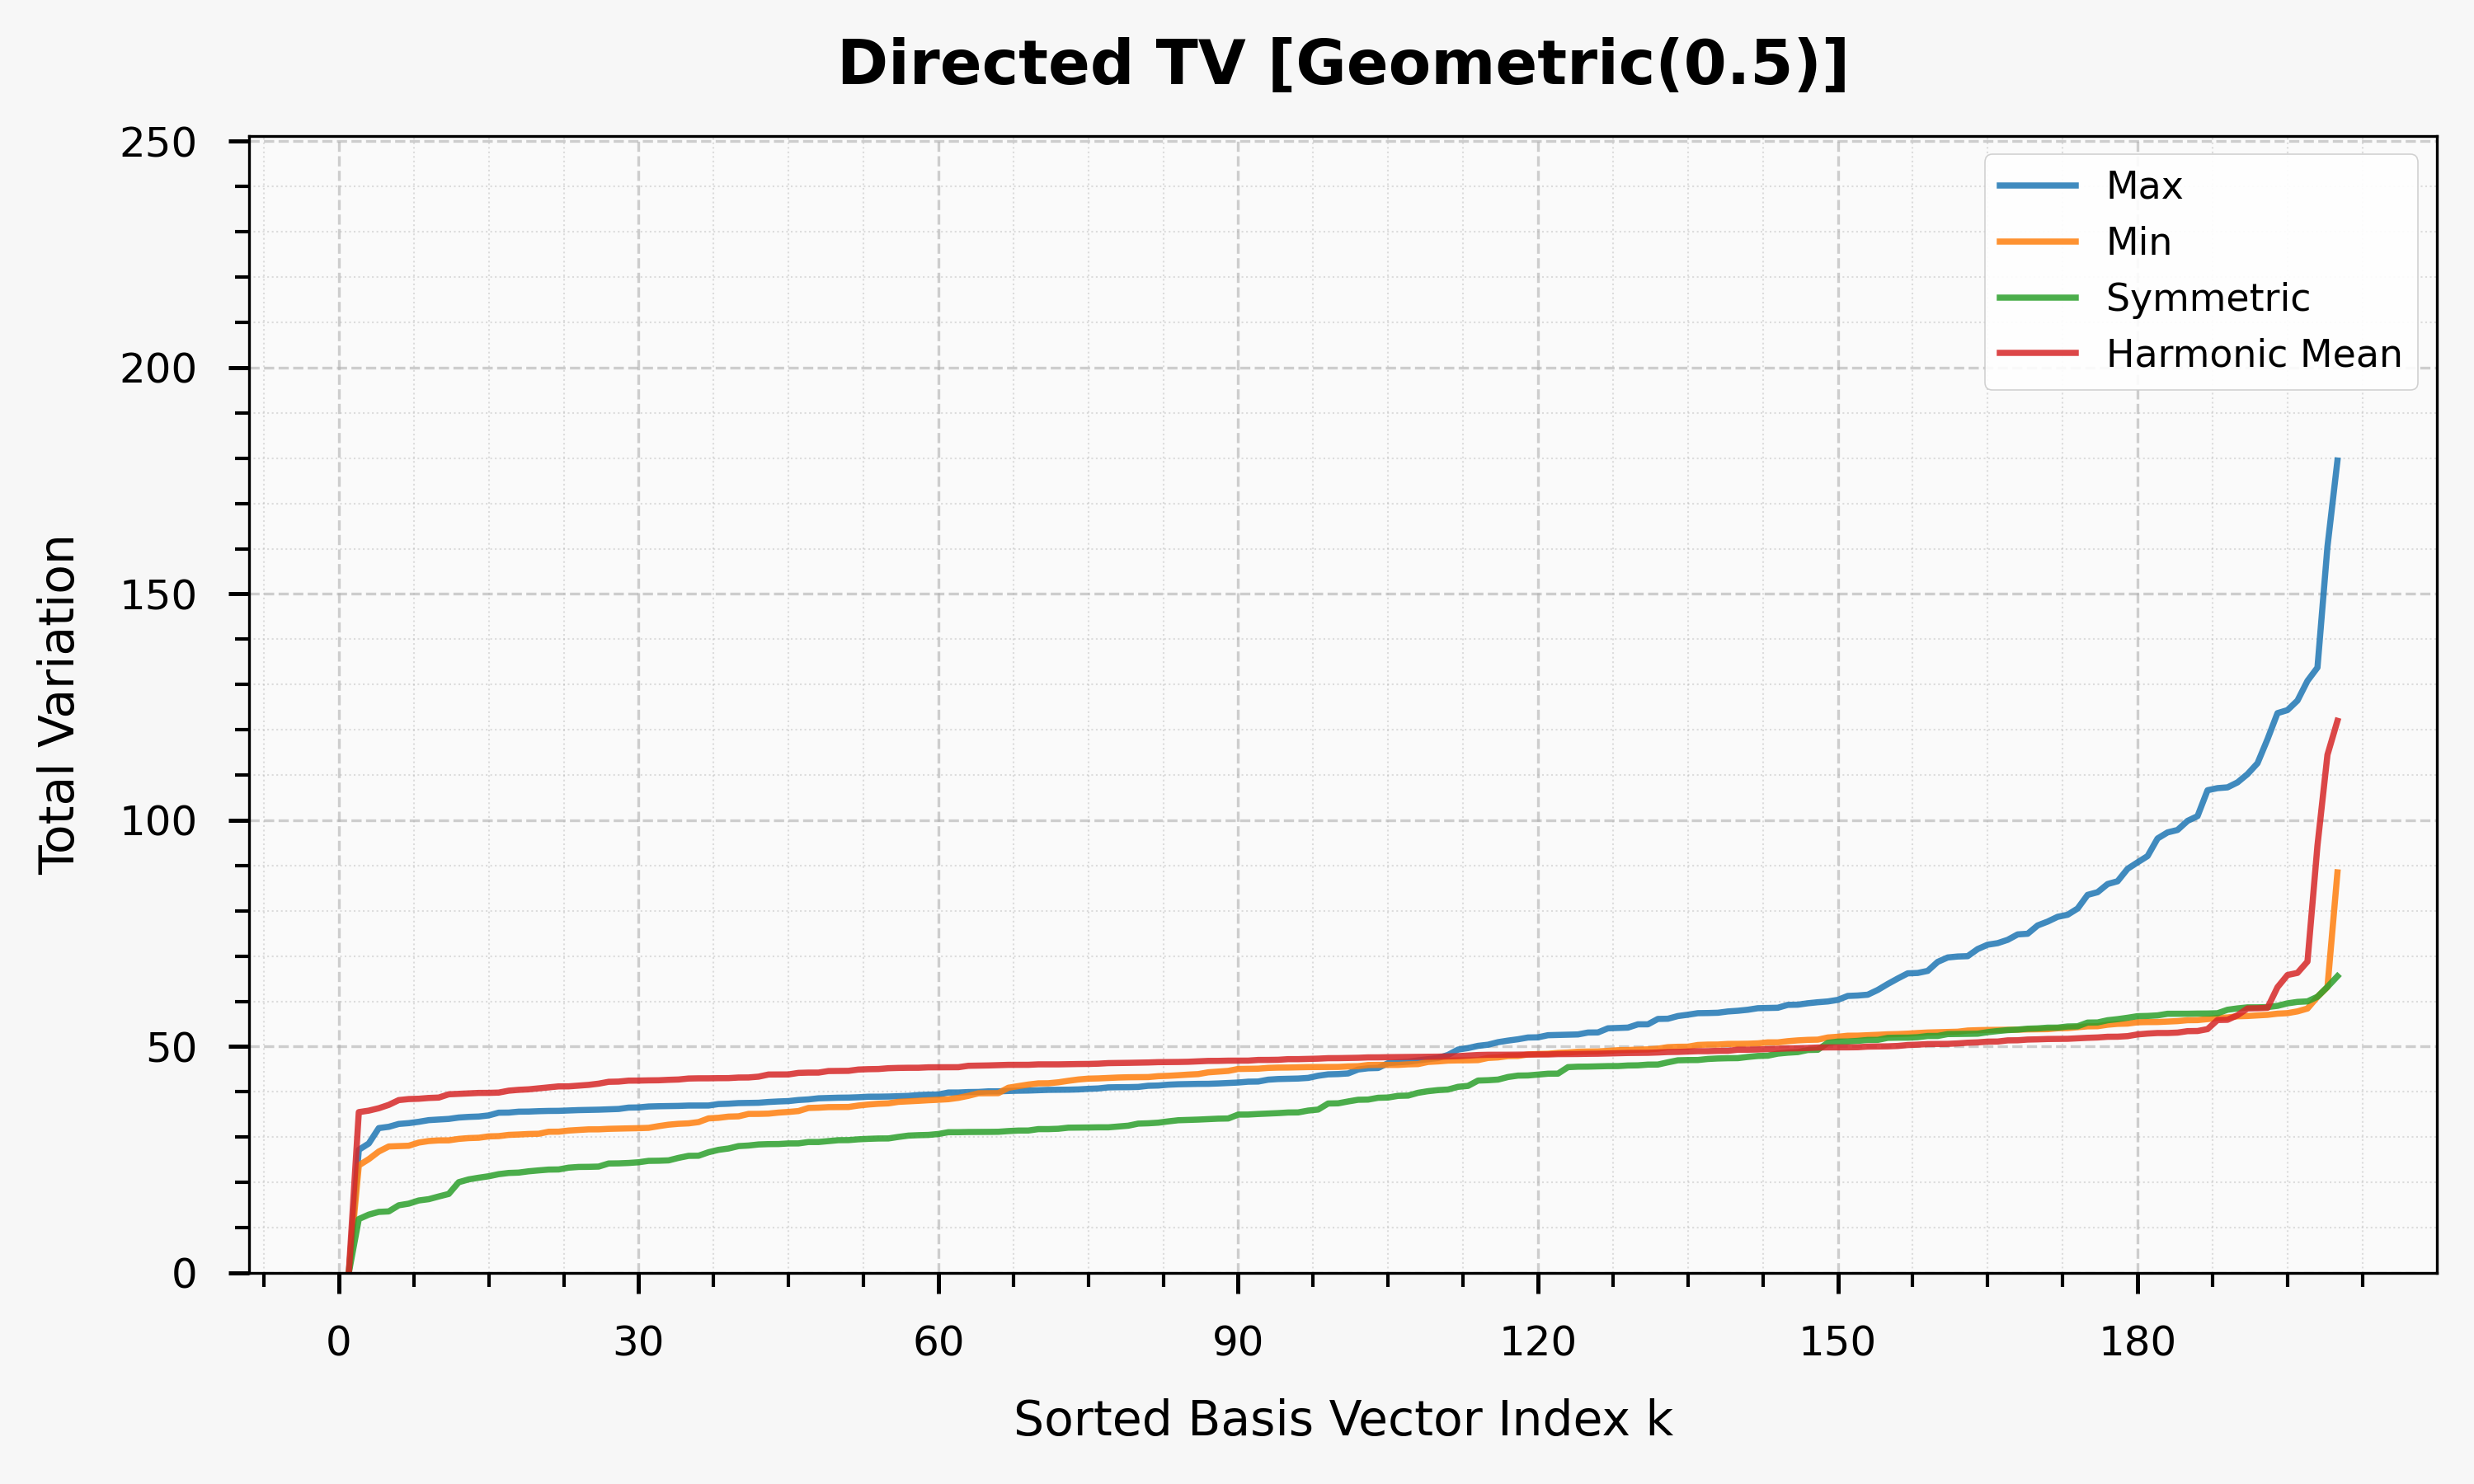 Directed TV [Geometric(0.5)]
250
200
150
100
50
0
Total Variation
Max
Min
Symmetric
Harmonic Mean
0 30 60 90 120 150 180
Sorted Basis Vector Index k